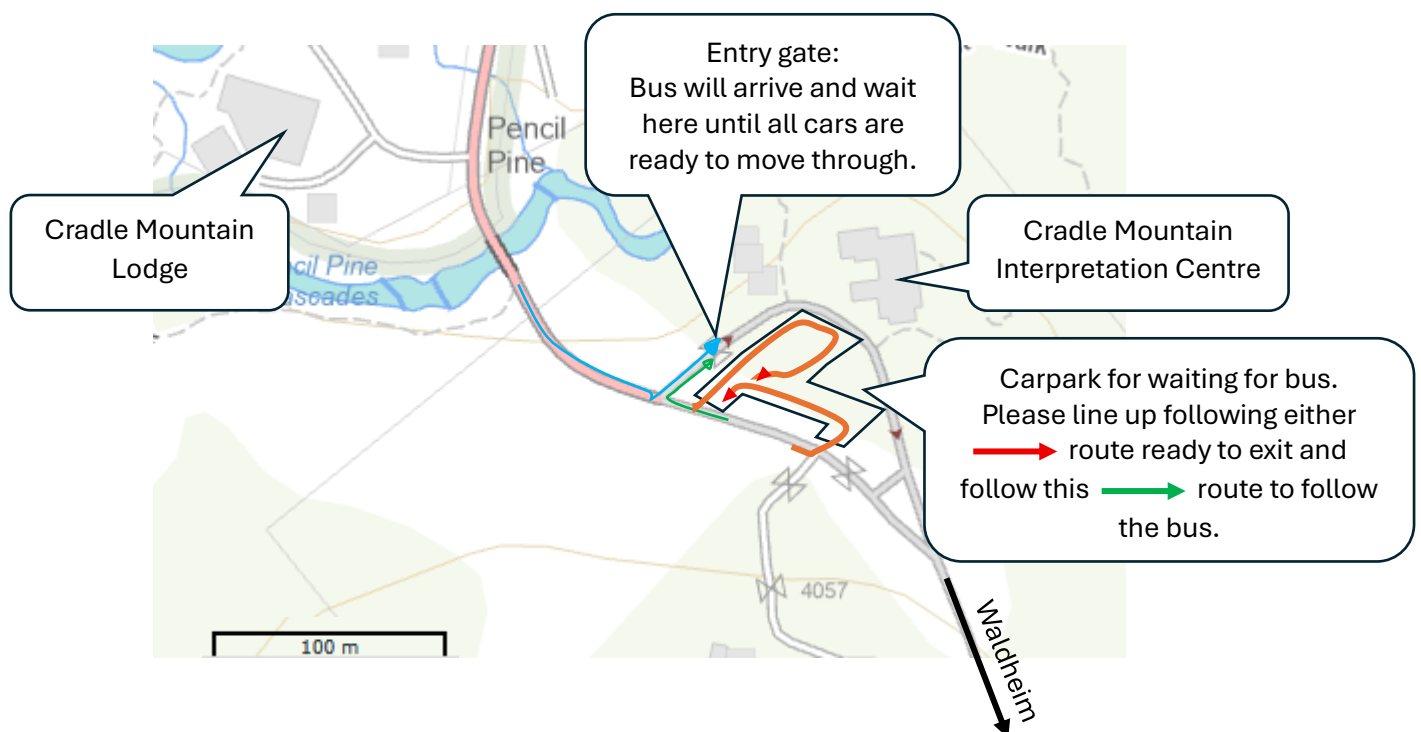 Entry gate:
Bus will arrive and wait
here until all cars are
ready to move through.
Pencil
Pine
Cradle Mountain
Lodge
cil Pine
ascades
Cradle Mountain
Interpretation Centre
Carpark for waiting for bus.
Please line up following either
route ready to exit and
follow this route to follow
the bus.
4057
100 m
Waldheim